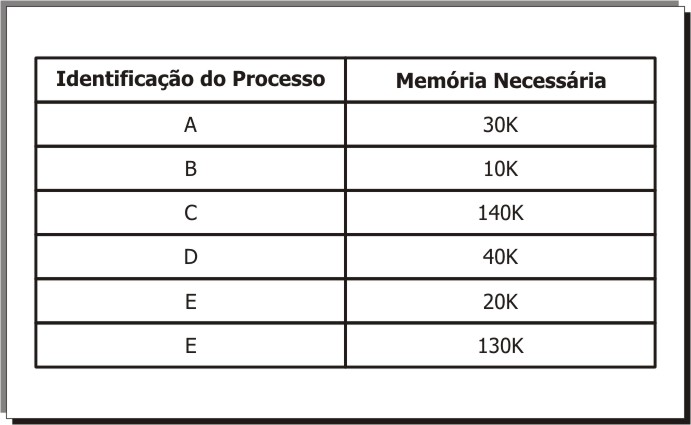 Identificação do Processo Memória Necessária
A 30K
B 10K
C 140K
D 40K
E 20K
E 130K